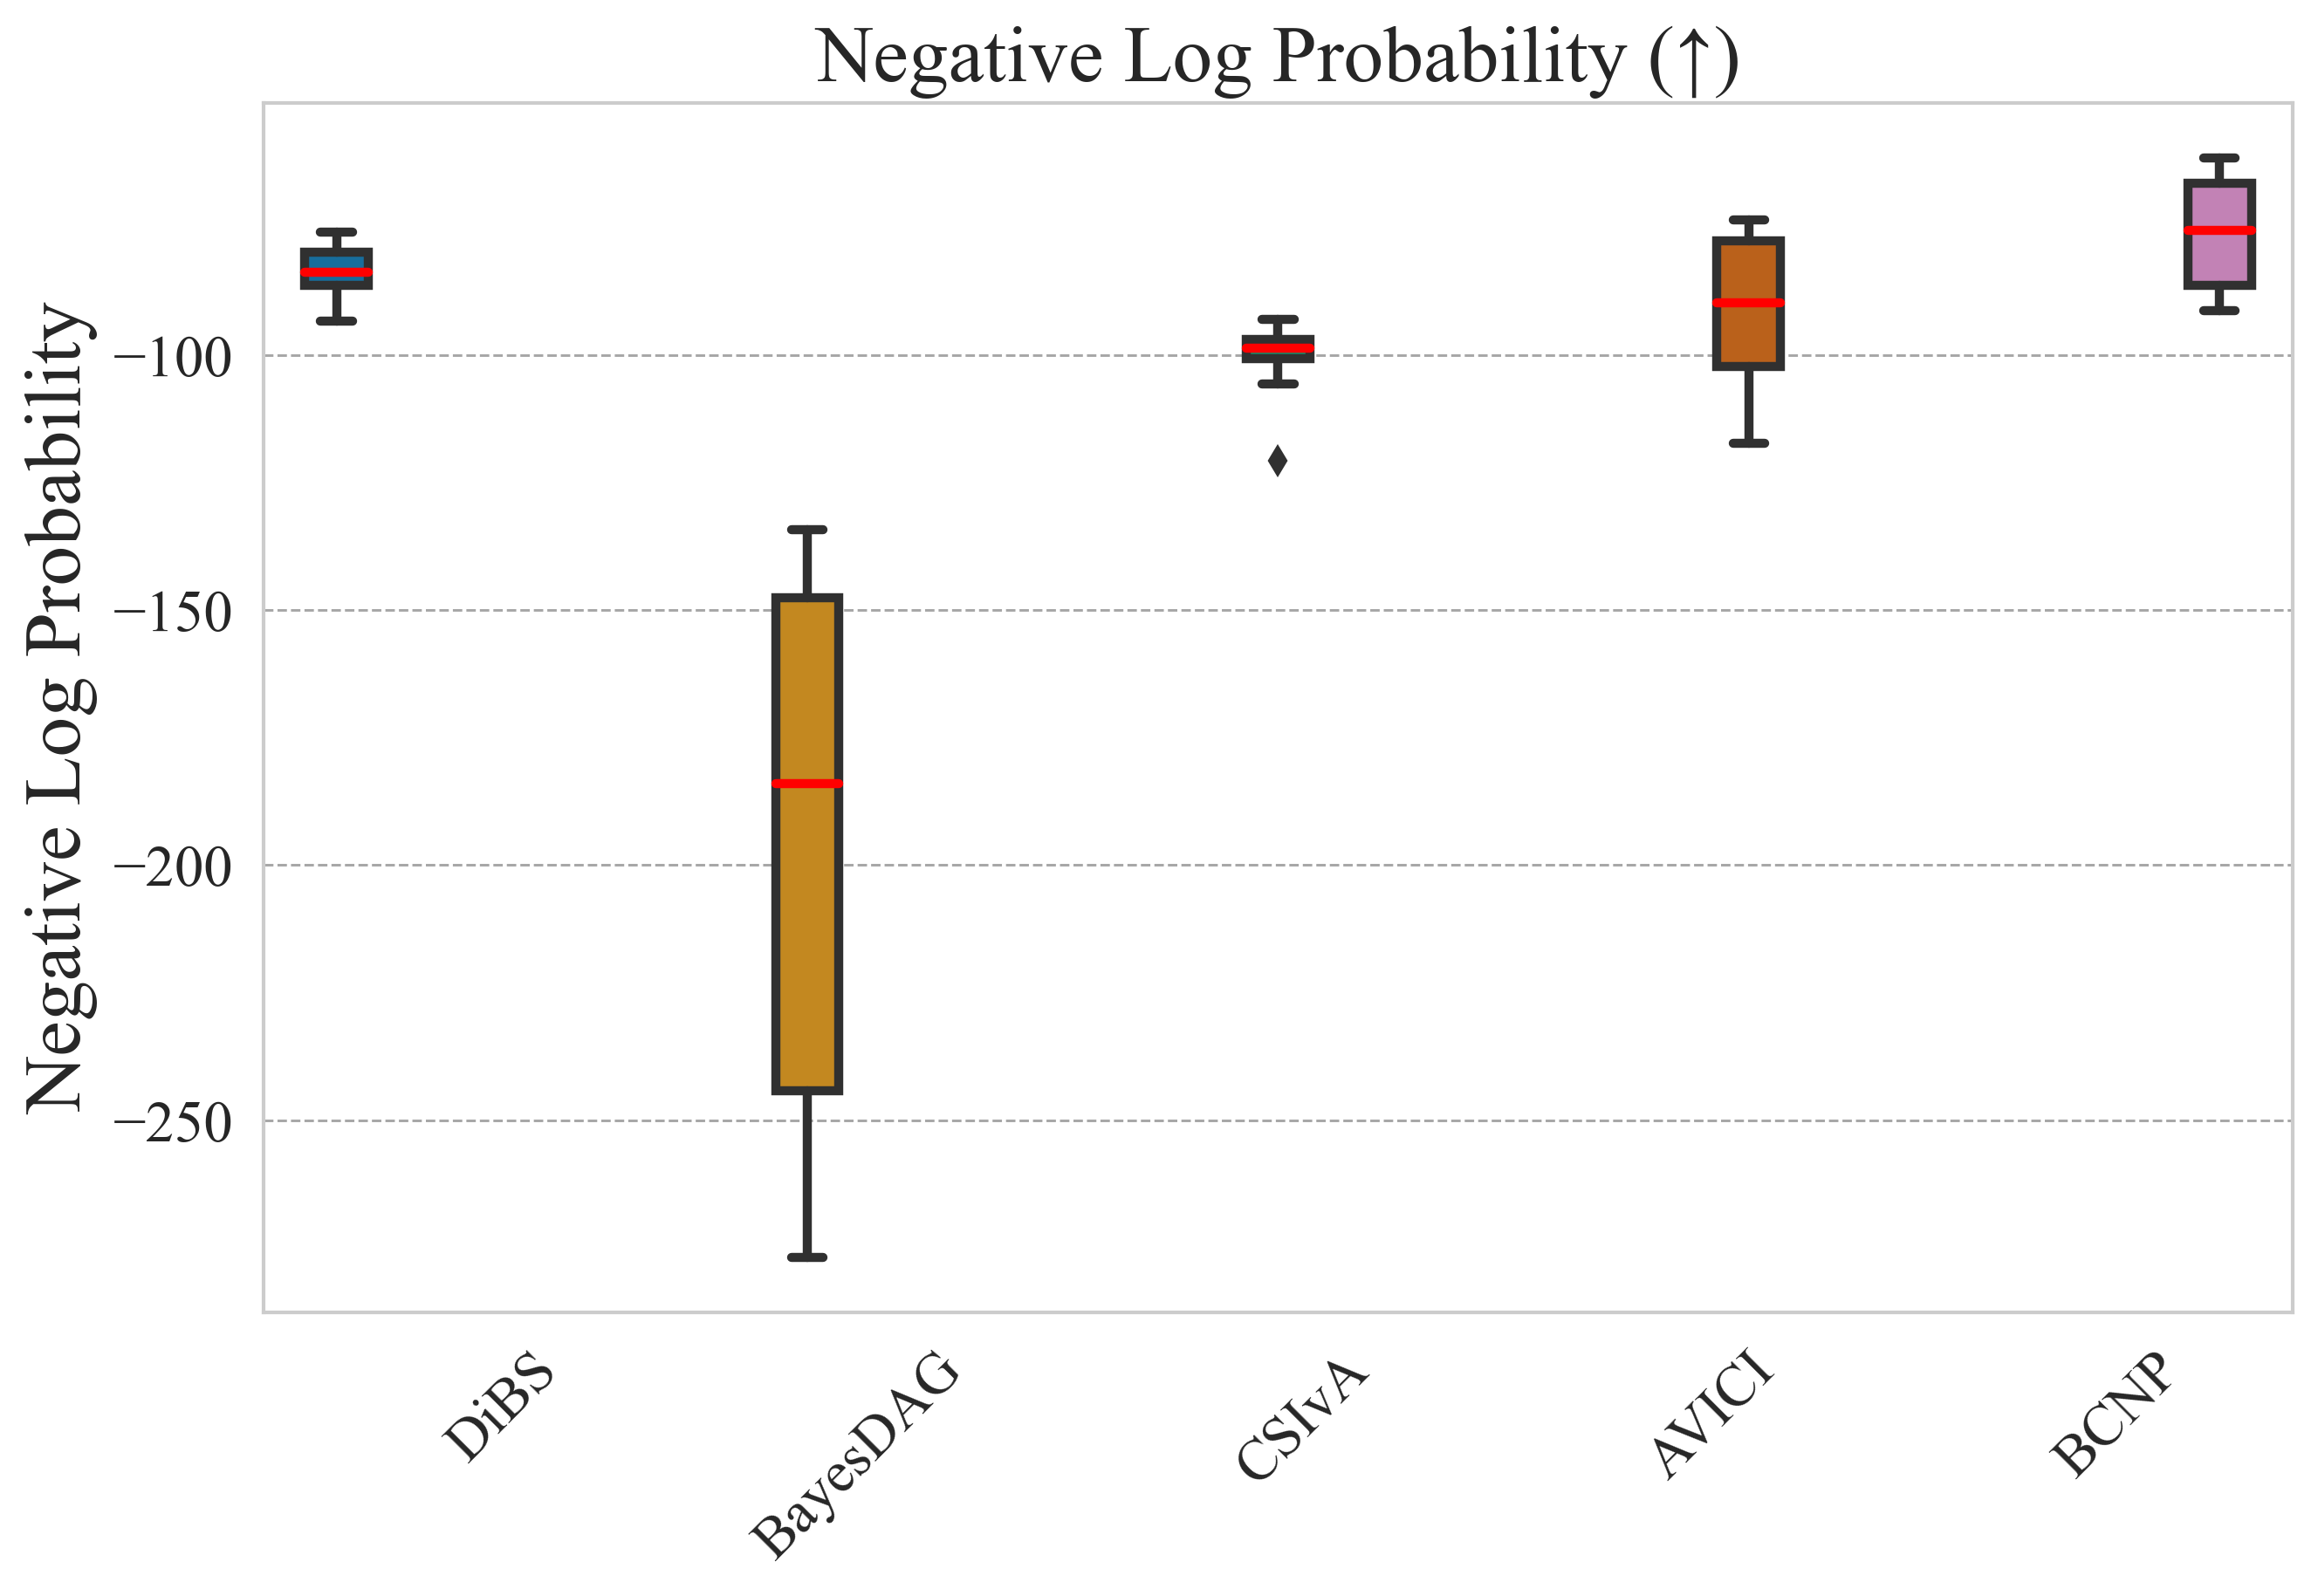 Negative Log Probability (↑)
Negative Log Probability
−100
−150
−200
−250
DiBS
BayesDAG
CSIvA
AVICI
BCNP